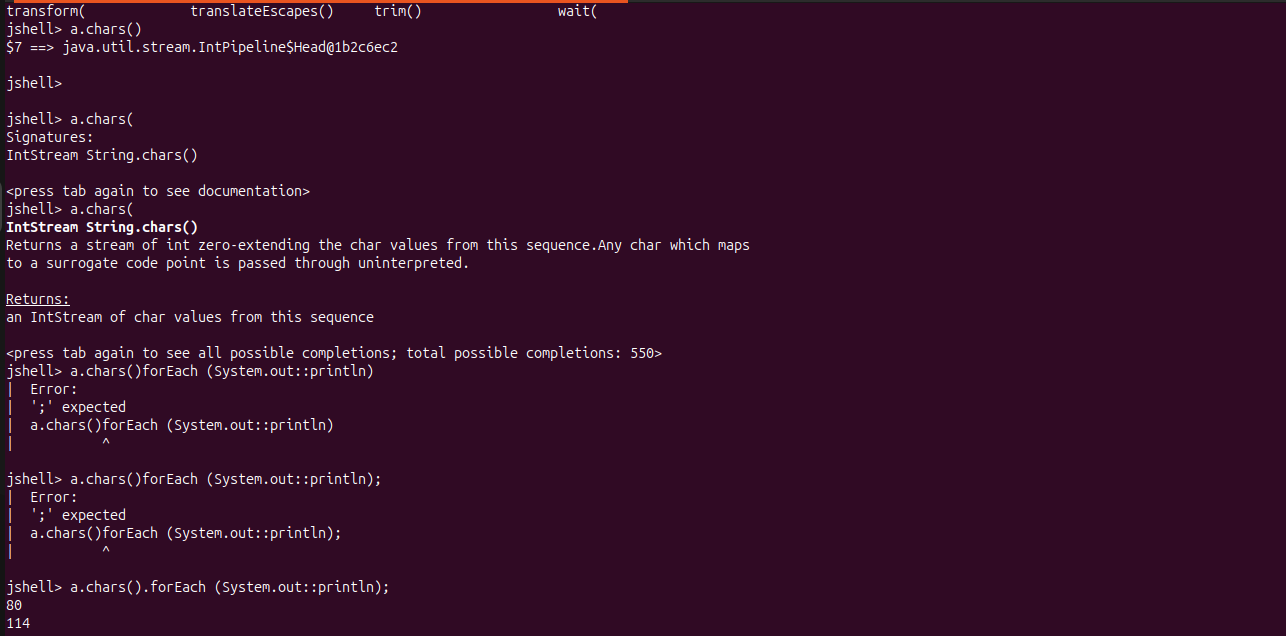 transform(             translateEscapes()     trim()                 wait(
jshell> a.chars()
$7 ==> java.util.stream.IntPipeline$Head@1b2c6ec2
jshell>
jshell> a.chars(
Signatures:
IntStream String.chars()
<press tab again to see documentation>
jshell> a.chars(
IntStream String.chars()
Returns a stream of int zero-extending the char values from this sequence.Any char which maps
to a surrogate code point is passed through uninterpreted.
Returns:
an IntStream of char values from this sequence
<press tab again to see all possible completions; total possible completions: 550>
jshell> a.chars()forEach (System.out::println)
|  Error:
|  ';' expected
|  a.chars()forEach (System.out::println)
|           ^
jshell> a.chars()forEach (System.out::println);
|  Error:
|  ';' expected
|  a.chars()forEach (System.out::println);
|           ^
jshell> a.chars().forEach (System.out::println);
80
114